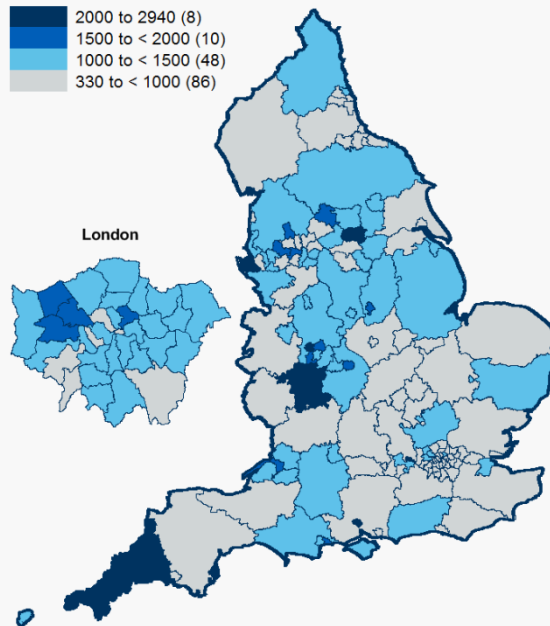 2000 to 2940 (8)
1500 to < 2000 (10)
1000 to < 1500 (48)
330 to < 1000 (86)
London